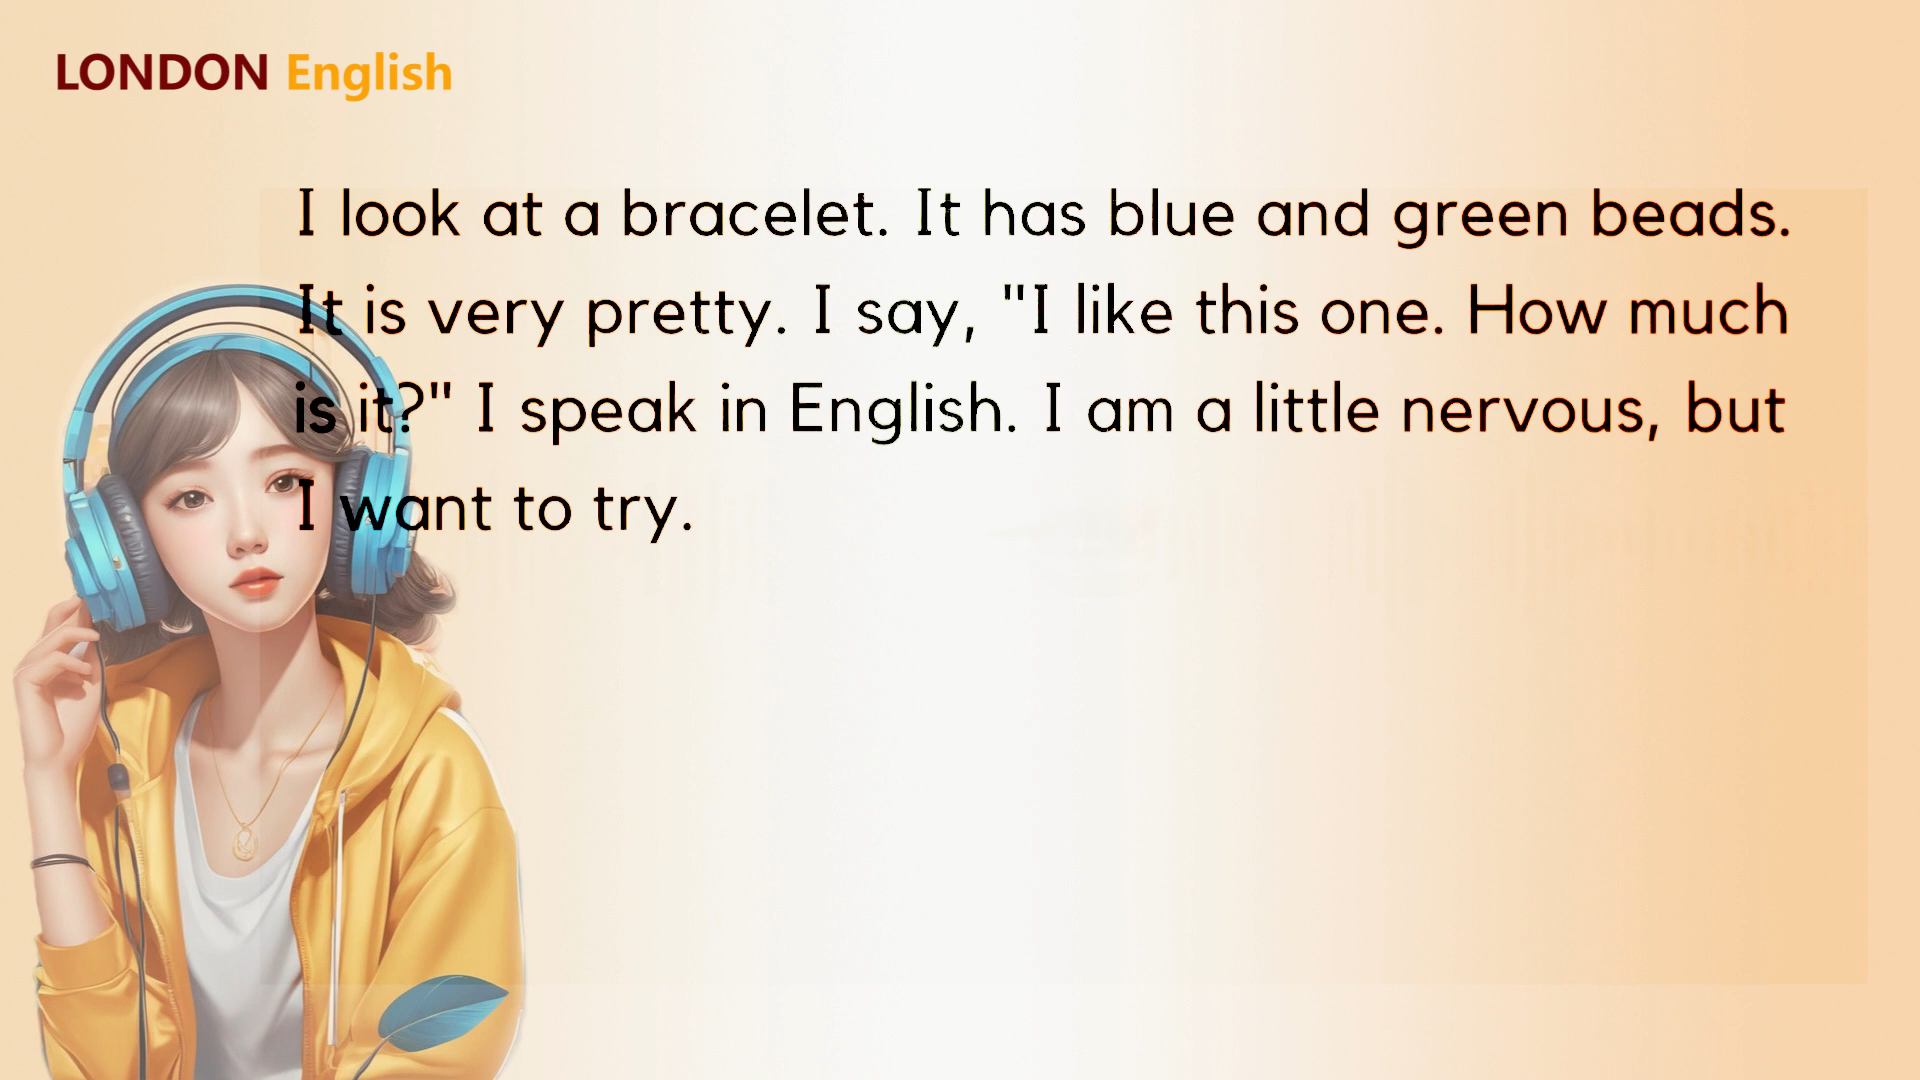 LONDON English
I look at a bracelet. It has blue and green beads.
It is very pretty. I say, "I like this one. How much
is it?" I speak in English. I am a little nervous, but
I want to try.